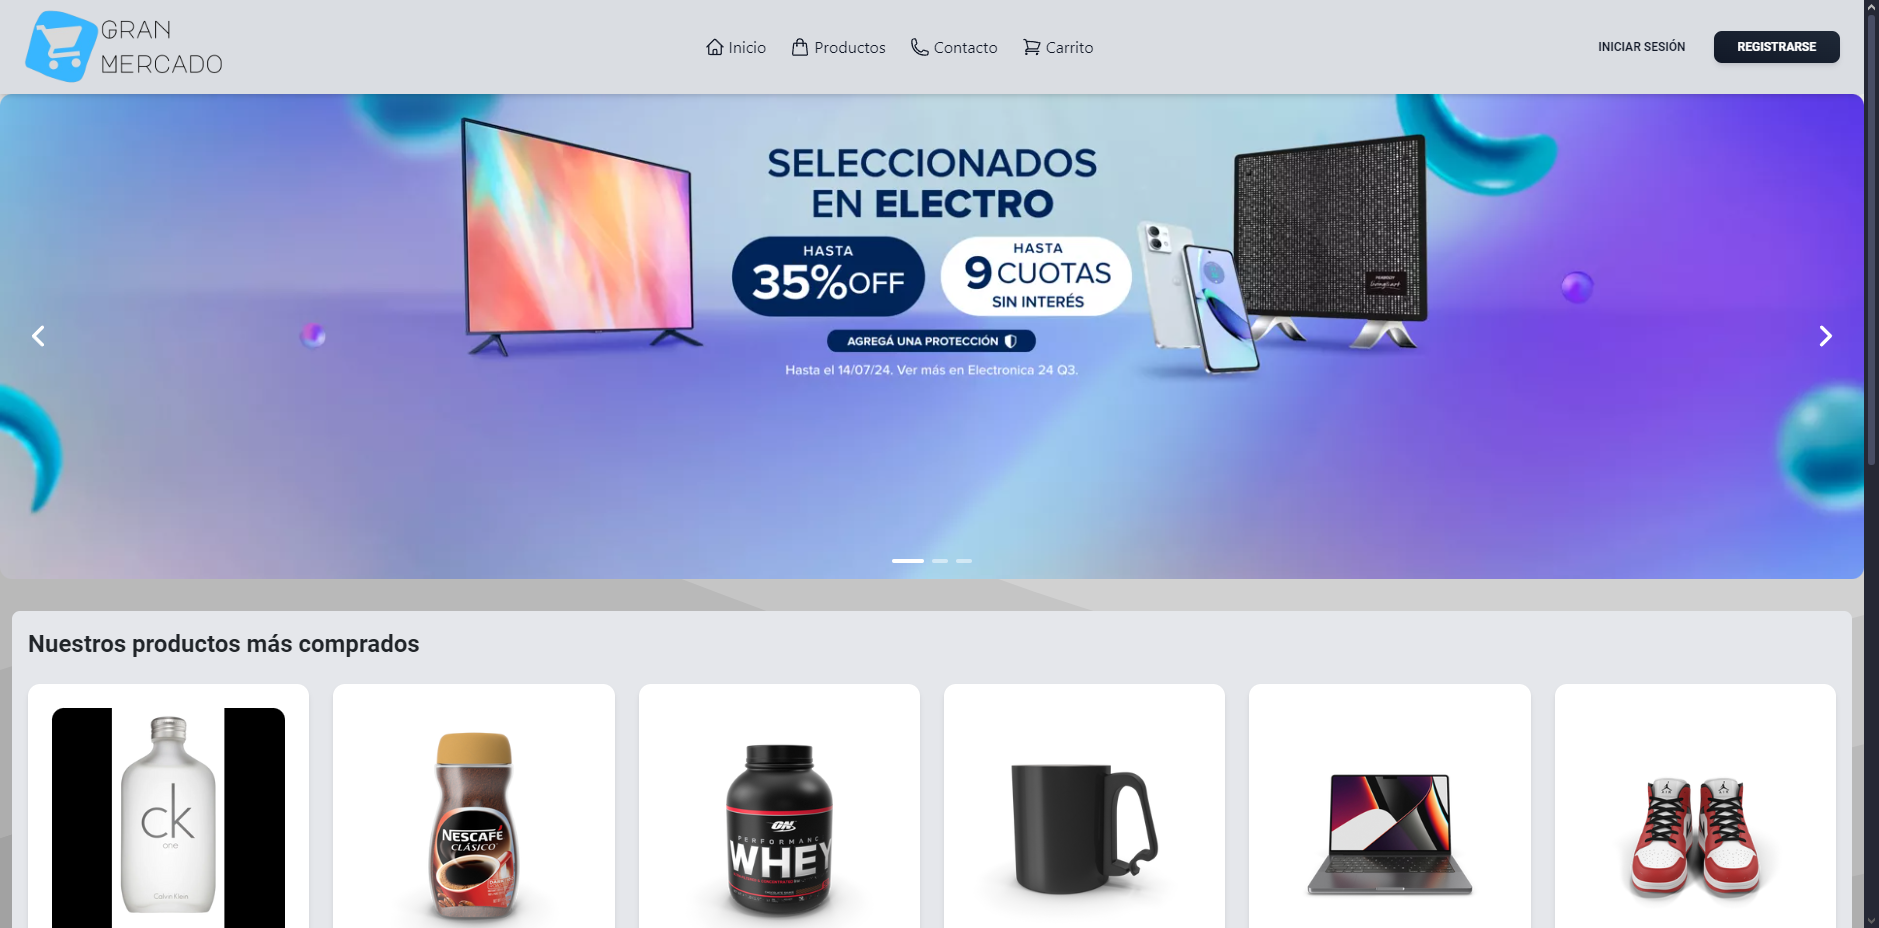 GRAN
MERCADO
Inicio
Productos
Contacto
Carrito
INICIAR SESIÓN
REGISTRARSE
SELECCIONADOS
EN ELECTRO
HASTA
35%OFF
HASTA
9 CUOTAS
SIN INTERÉS
AGREGÁ UNA PROTECCIÓN
Hasta el 14/07/24. Ver más en Electronica 24 Q3.
Nuestros productos más comprados
ck
one
Calvin Klein
NESCAFÉ
CLÁSICO
ON
PERFORMANC
WHEY